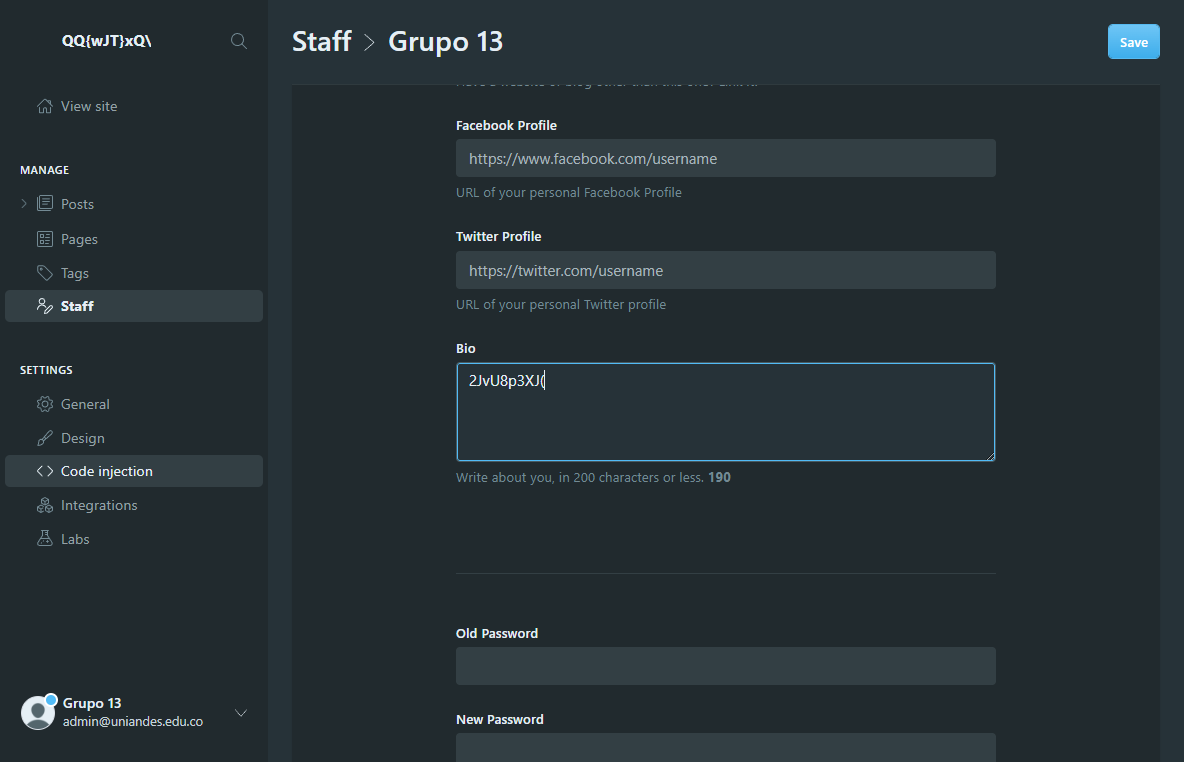 QQ{wJT}xQ\
View site
MANAGE
Posts
Pages
Tags
Staff
SETTINGS
General
Design
Code injection
Integrations
Labs
Grupo 13
admin@uniandes.edu.co
Staff > Grupo 13
Save
Facebook Profile
https://www.facebook.com/username
URL of your personal Facebook Profile
Twitter Profile
https://twitter.com/username
URL of your personal Twitter profile
Bio
2JvU8p3XJ(
Write about you, in 200 characters or less. 190
Old Password
New Password